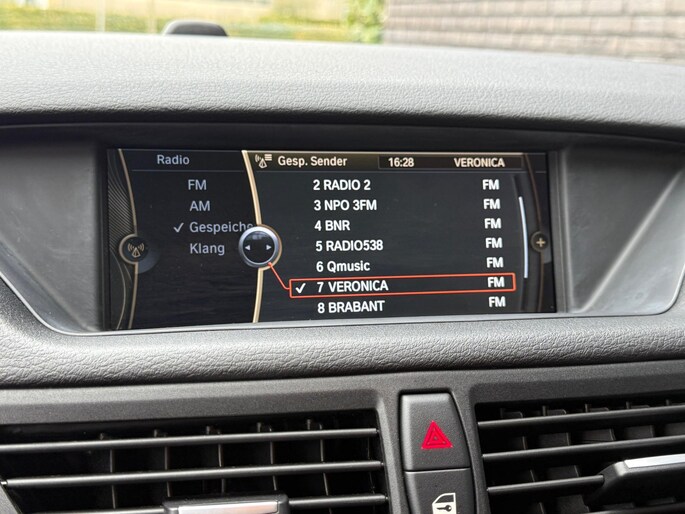 Radio
FM
AM
Gespeichs
Klang
Gesp. Sender 16:28 VERONICA
2 RADIO 2 FM
3 NPO 3FM FM
4 BNR FM
5 RADIO538 FM
6 Qmusic FM
7 VERONICA FM
8 BRABANT FM